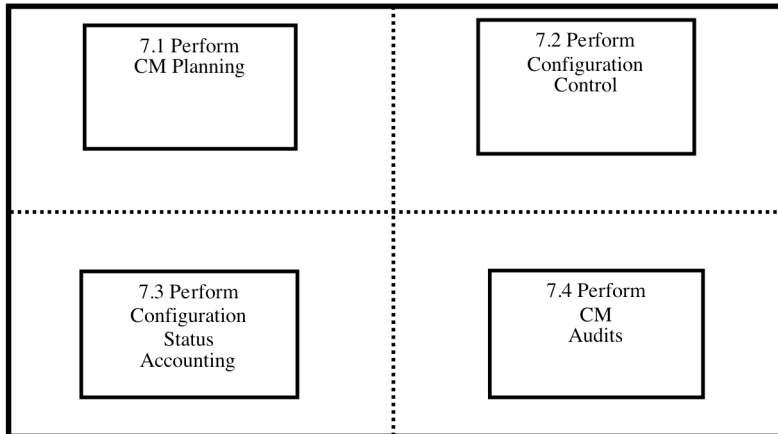 7.1 Perform
CM Planning
7.2 Perform
Configuration
Control
7.3 Perform
Configuration
Status
Accounting
7.4 Perform
CM
Audits